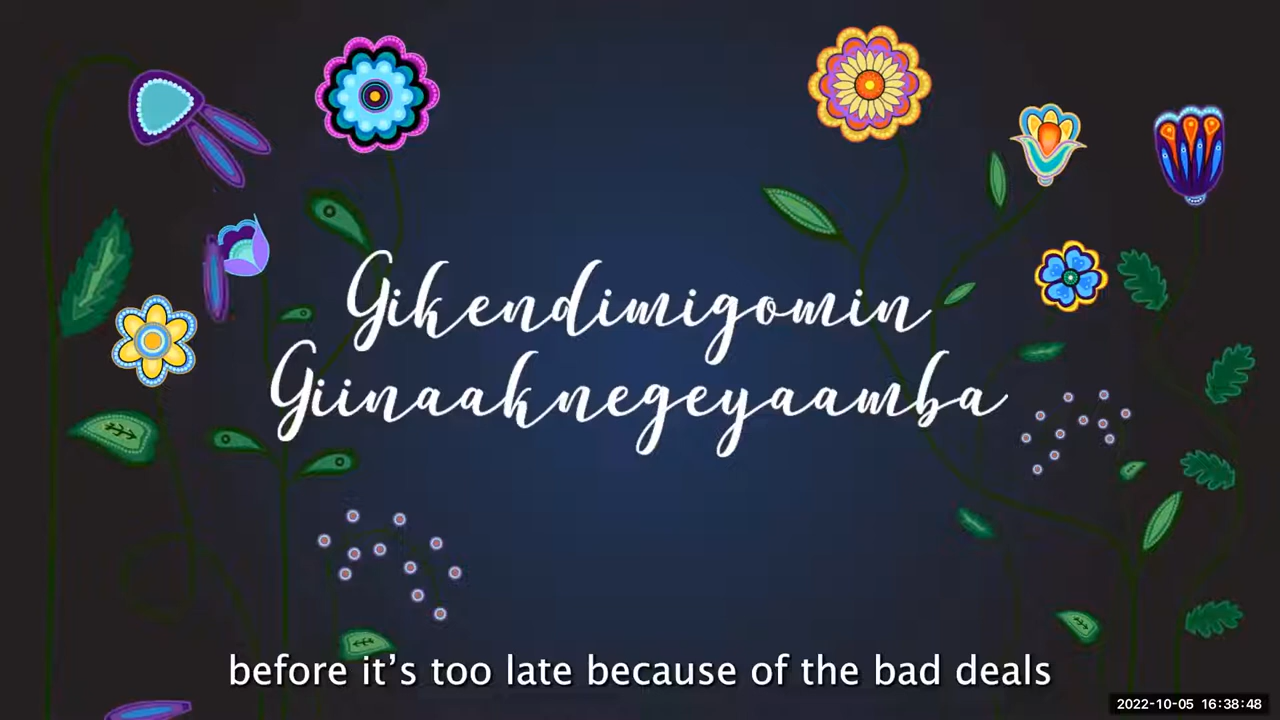 Gikendimigomin
Giinaaknegeyaamba
before it's too late because of the bad deals
2022-10-05 16:38:48